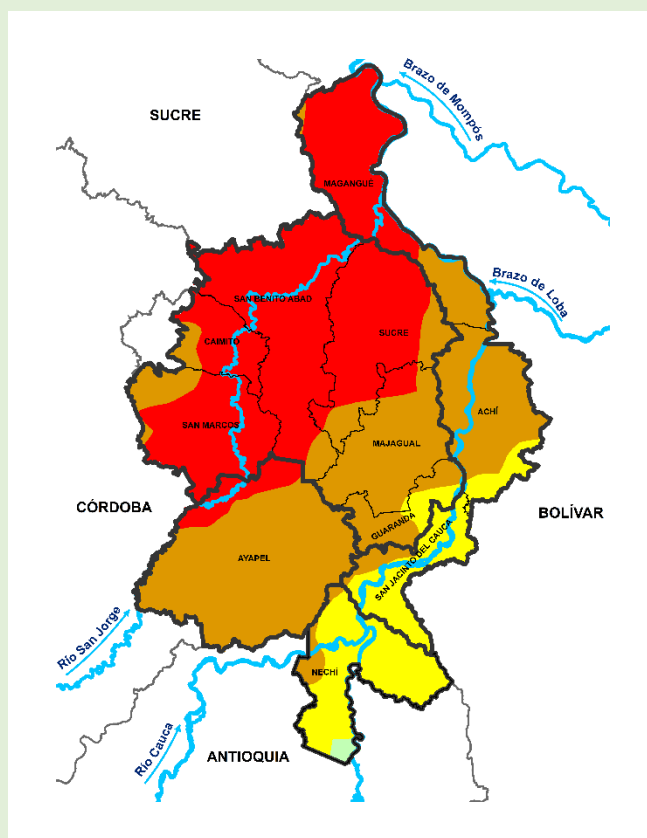 Brazo de Mompós
SUCRE
MAGANGUÉ
Brazo de Loba
SAN BENITO ABAD
SUCRE
CAIMITO
ACHÍ
SAN MARCOS
MAJAGUAL
CÓRDOBA
BOLÍVAR
GUARANDA
AYAPEL
SAN JACINTO DEL CAUCA
Río San Jorge
NECHÍ
Río Cauca
ANTIOQUIA